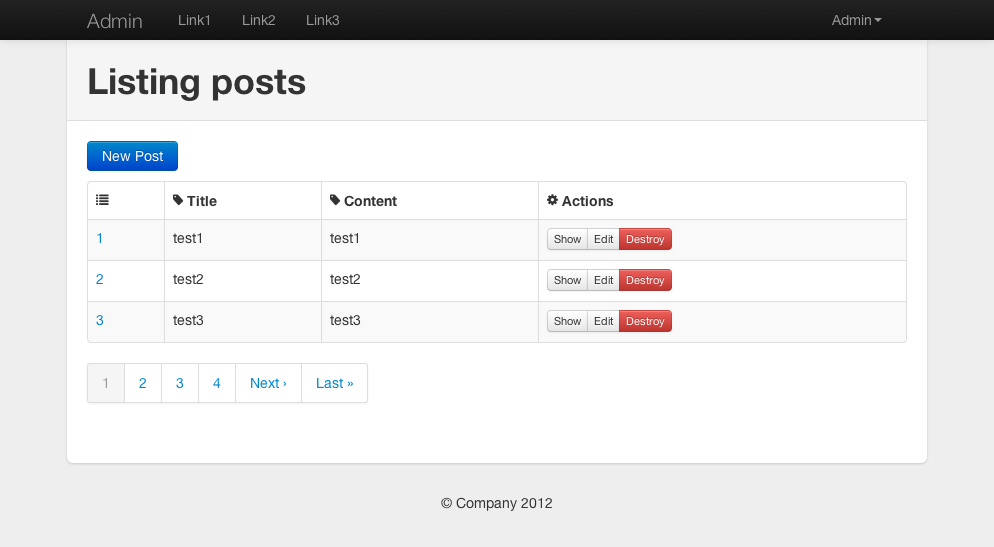 Admin Link1 Link2 Link3 Admin
Listing posts
New Post
Title Content Actions
1 test1 test1 Show Edit Destroy
2 test2 test2 Show Edit Destroy
3 test3 test3 Show Edit Destroy
1 2 3 4 Next › Last »
© Company 2012